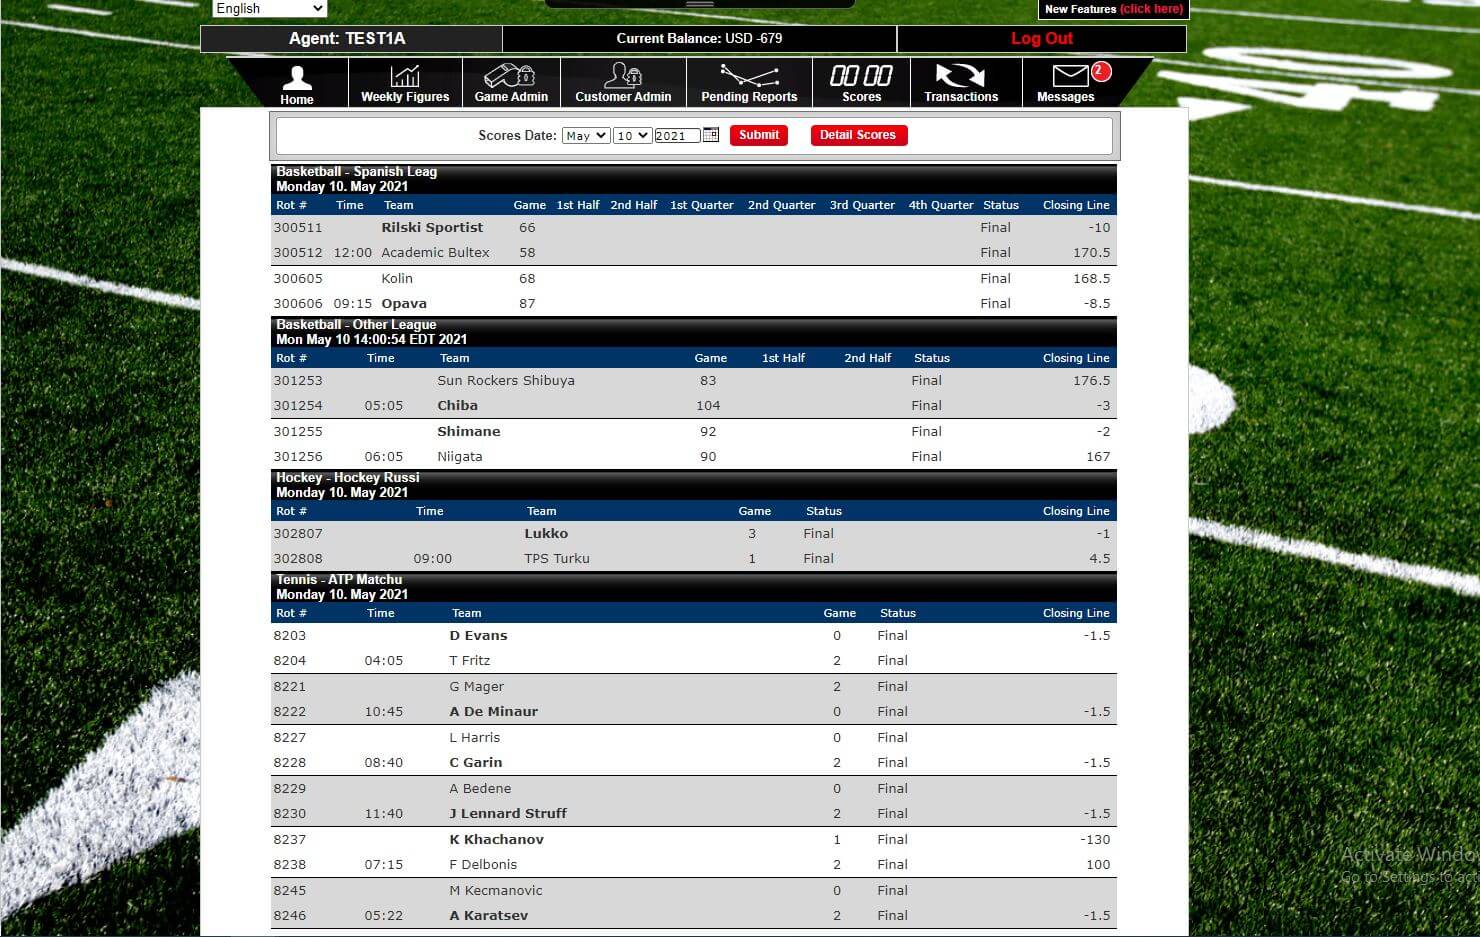 English
New Features (click here)
Agent: TEST1A Current Balance: USD -679 Log Out
Home Weekly Figures Game Admin Customer Admin Pending Reports 00 00 Scores Transactions Messages 2
Scores Date: May 10 2021 Submit Detail Scores
Basketball - Spanish Leag
Monday 10. May 2021
Rot # Time Team Game 1st Half 2nd Half 1st Quarter 2nd Quarter 3rd Quarter 4th Quarter Status Closing Line
300511 Rilski Sportist 66 Final -10
300512 12:00 Academic Bultex 58 Final 170.5
300605 Kolin 68 Final 168.5
300606 09:15 Opava 87 Final -8.5
Basketball - Other League
Mon May 10 14:00:54 EDT 2021
Rot # Time Team Game 1st Half 2nd Half Status Closing Line
301253 Sun Rockers Shibuya 83 Final 176.5
301254 05:05 Chiba 104 Final -3
301255 Shimane 92 Final -2
301256 06:05 Niigata 90 Final 167
Hockey - Hockey Russi
Monday 10. May 2021
Rot # Time Team Game Status Closing Line
302807 Lukko 3 Final -1
302808 09:00 TPS Turku 1 Final 4.5
Tennis - ATP Matchu
Monday 10. May 2021
Rot # Time Team Game Status Closing Line
8203 D Evans 0 Final -1.5
8204 04:05 T Fritz 2 Final
8221 G Mager 2 Final
8222 10:45 A De Minaur 0 Final -1.5
8227 L Harris 0 Final
8228 08:40 C Garin 2 Final -1.5
8229 A Bedene 0 Final
8230 11:40 J Lennard Struff 2 Final -1.5
8237 K Khachanov 1 Final -130
8238 07:15 F Delbonis 2 Final 100
8245 M Kecmanovic 0 Final
8246 05:22 A Karatsev 2 Final -1.5
Activate Windo
Go to Settings to acti